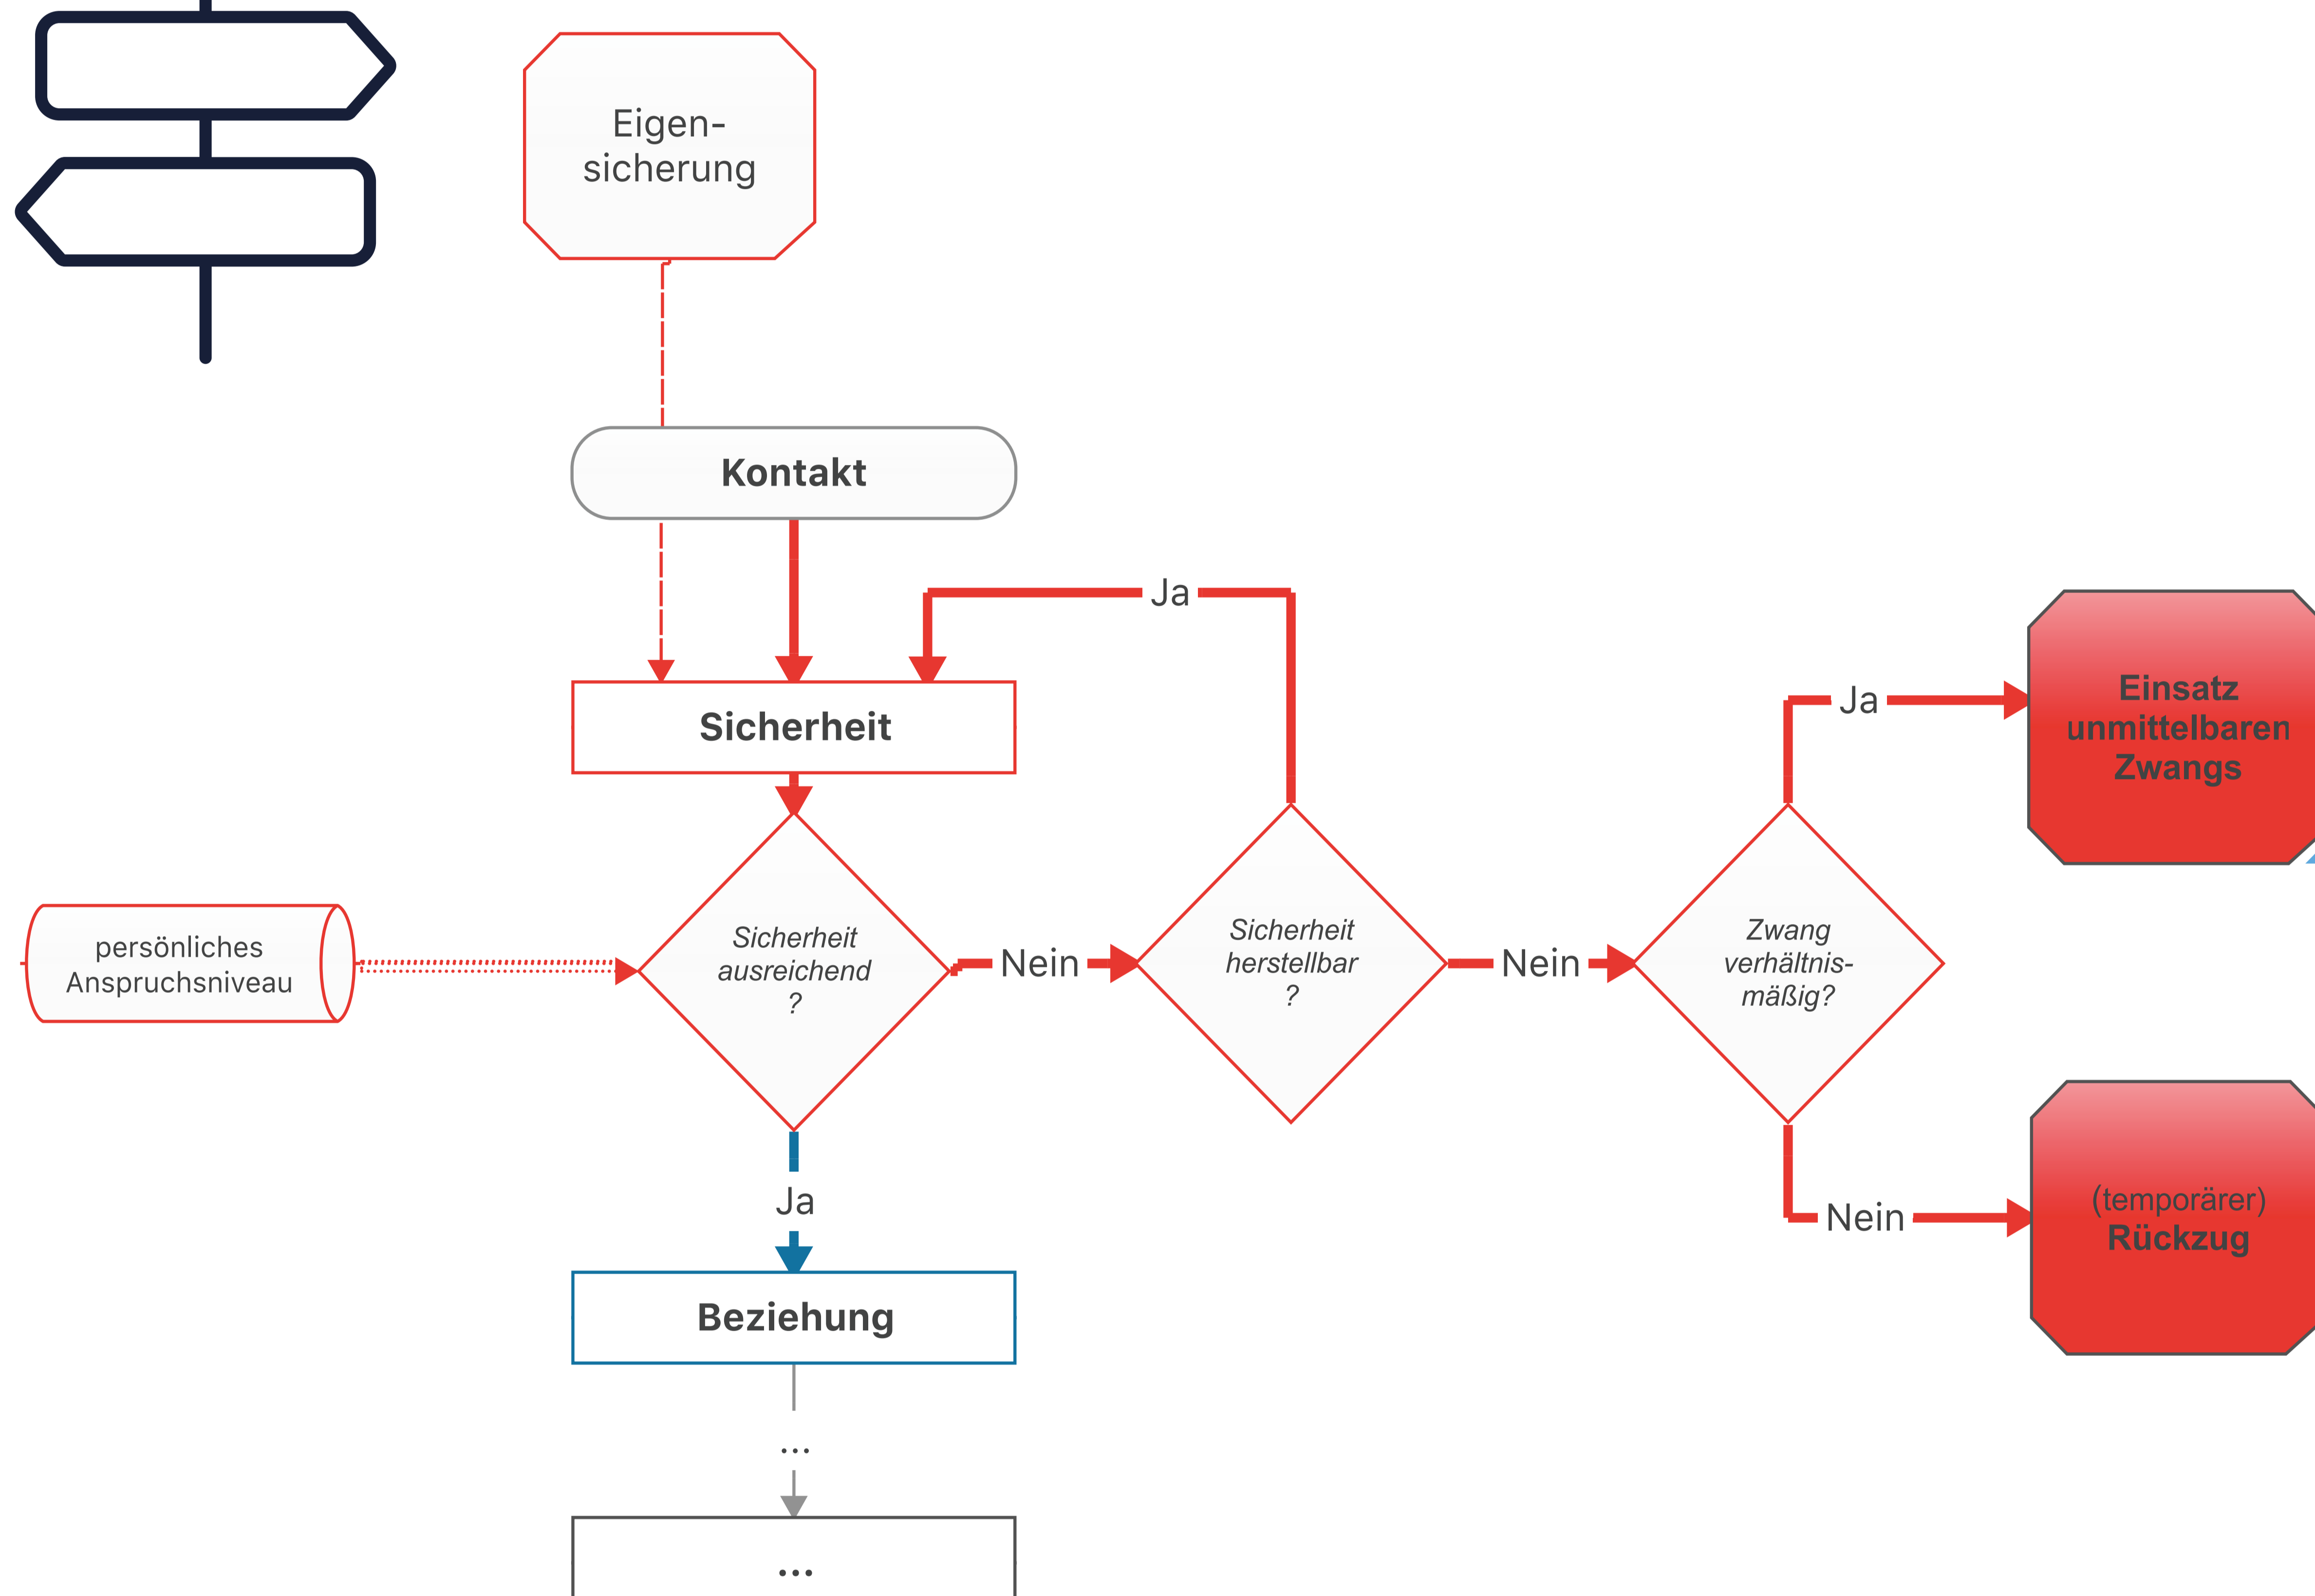 Eigen-
sicherung
Kontakt
Ja
Sicherheit
Ja
Einsatz
unmittelbaren
Zwangs
persönliches
Anspruchsniveau
Sicherheit
ausreichend
?
Nein
Sicherheit
herstellbar
?
Nein
Zwang
verhältnis-
mäßig?
Ja
Nein
(temporärer)
Rückzug
Beziehung
...
...